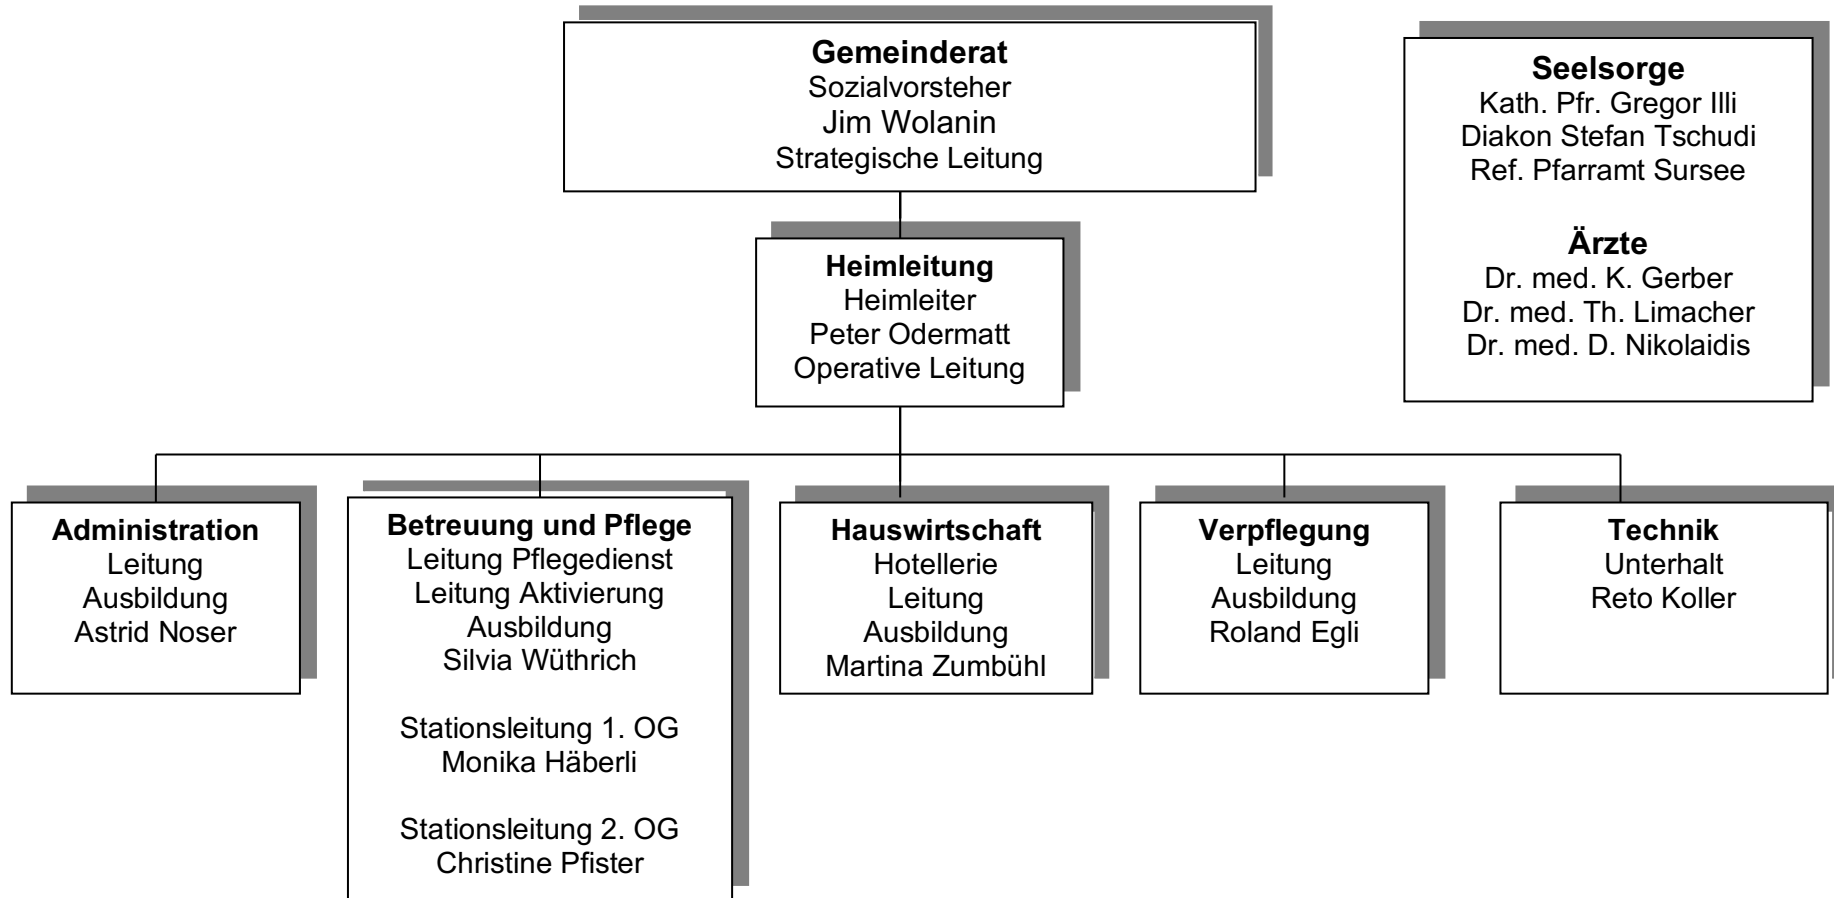 Gemeinderat
Sozialvorsteher
Jim Wolanin
Strategische Leitung
Seelsorge
Kath. Pfr. Gregor Illi
Diakon Stefan Tschudi
Ref. Pfarramt Sursee
Ärzte
Dr. med. K. Gerber
Dr. med. Th. Limacher
Dr. med. D. Nikolaidis
Heimleitung
Heimleiter
Peter Odermatt
Operative Leitung
Administration
Leitung
Ausbildung
Astrid Noser
Betreuung und Pflege
Leitung Pflegedienst
Leitung Aktivierung
Ausbildung
Silvia Wüthrich
Stationsleitung 1. OG
Monika Häberli
Stationsleitung 2. OG
Christine Pfister
Hauswirtschaft
Hotellerie
Leitung
Ausbildung
Martina Zumbühl
Verpflegung
Leitung
Ausbildung
Roland Egli
Technik
Unterhalt
Reto Koller